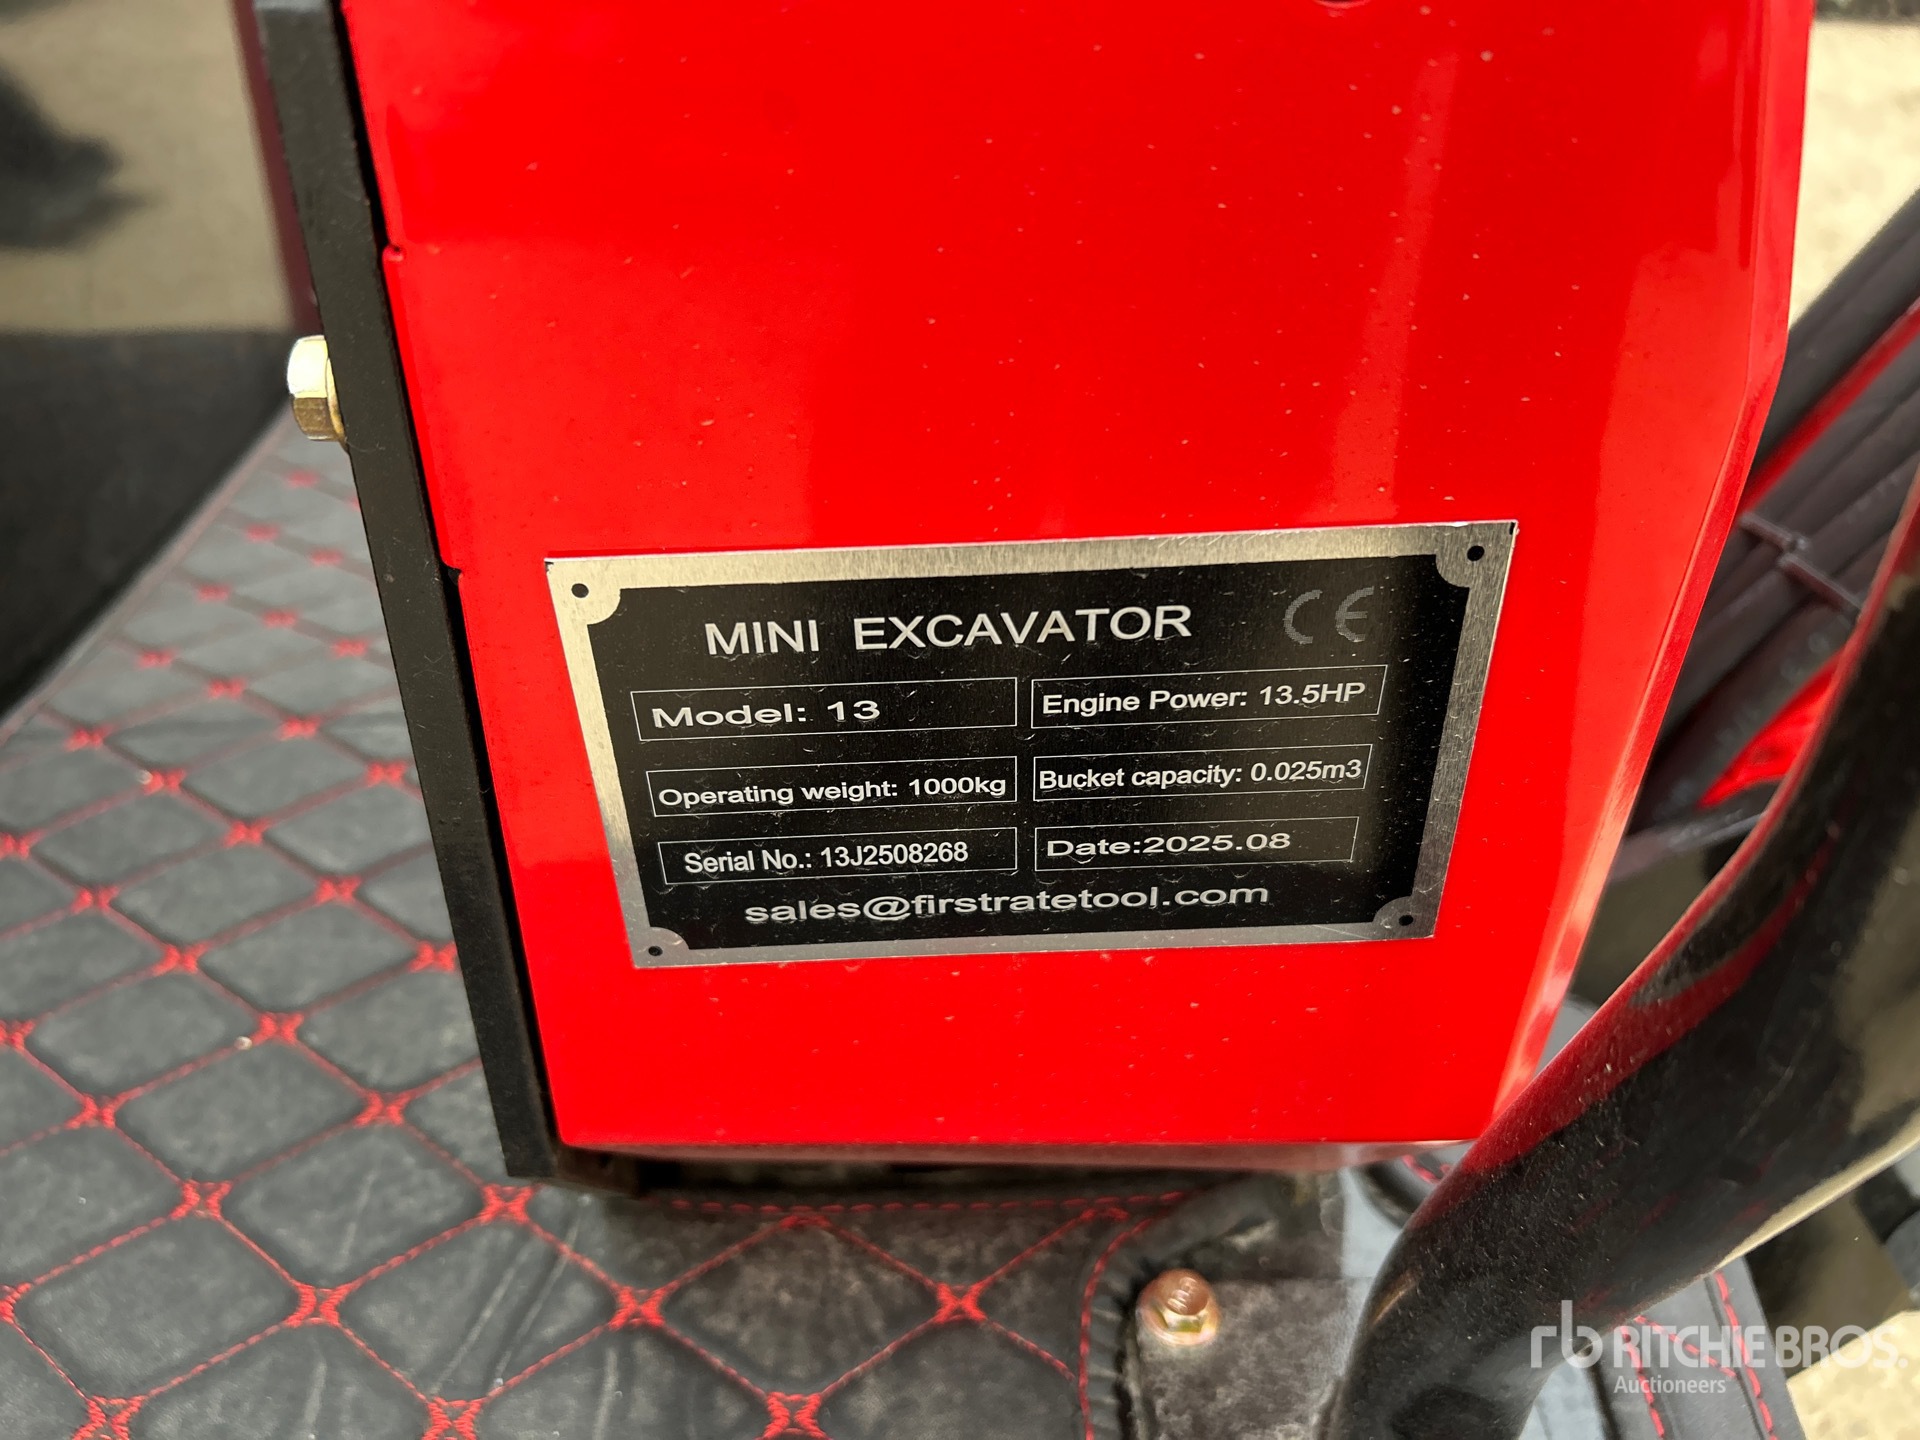 MINI EXCAVATOR CE
Model: 13
Engine Power: 13.5HP
Operating weight: 1000kg
Bucket capacity: 0.025m3
Serial No.: 13J2508268
Date:2025.08
sales@firstratetool.com
rb RITCHIE BROS.
Auctioneers